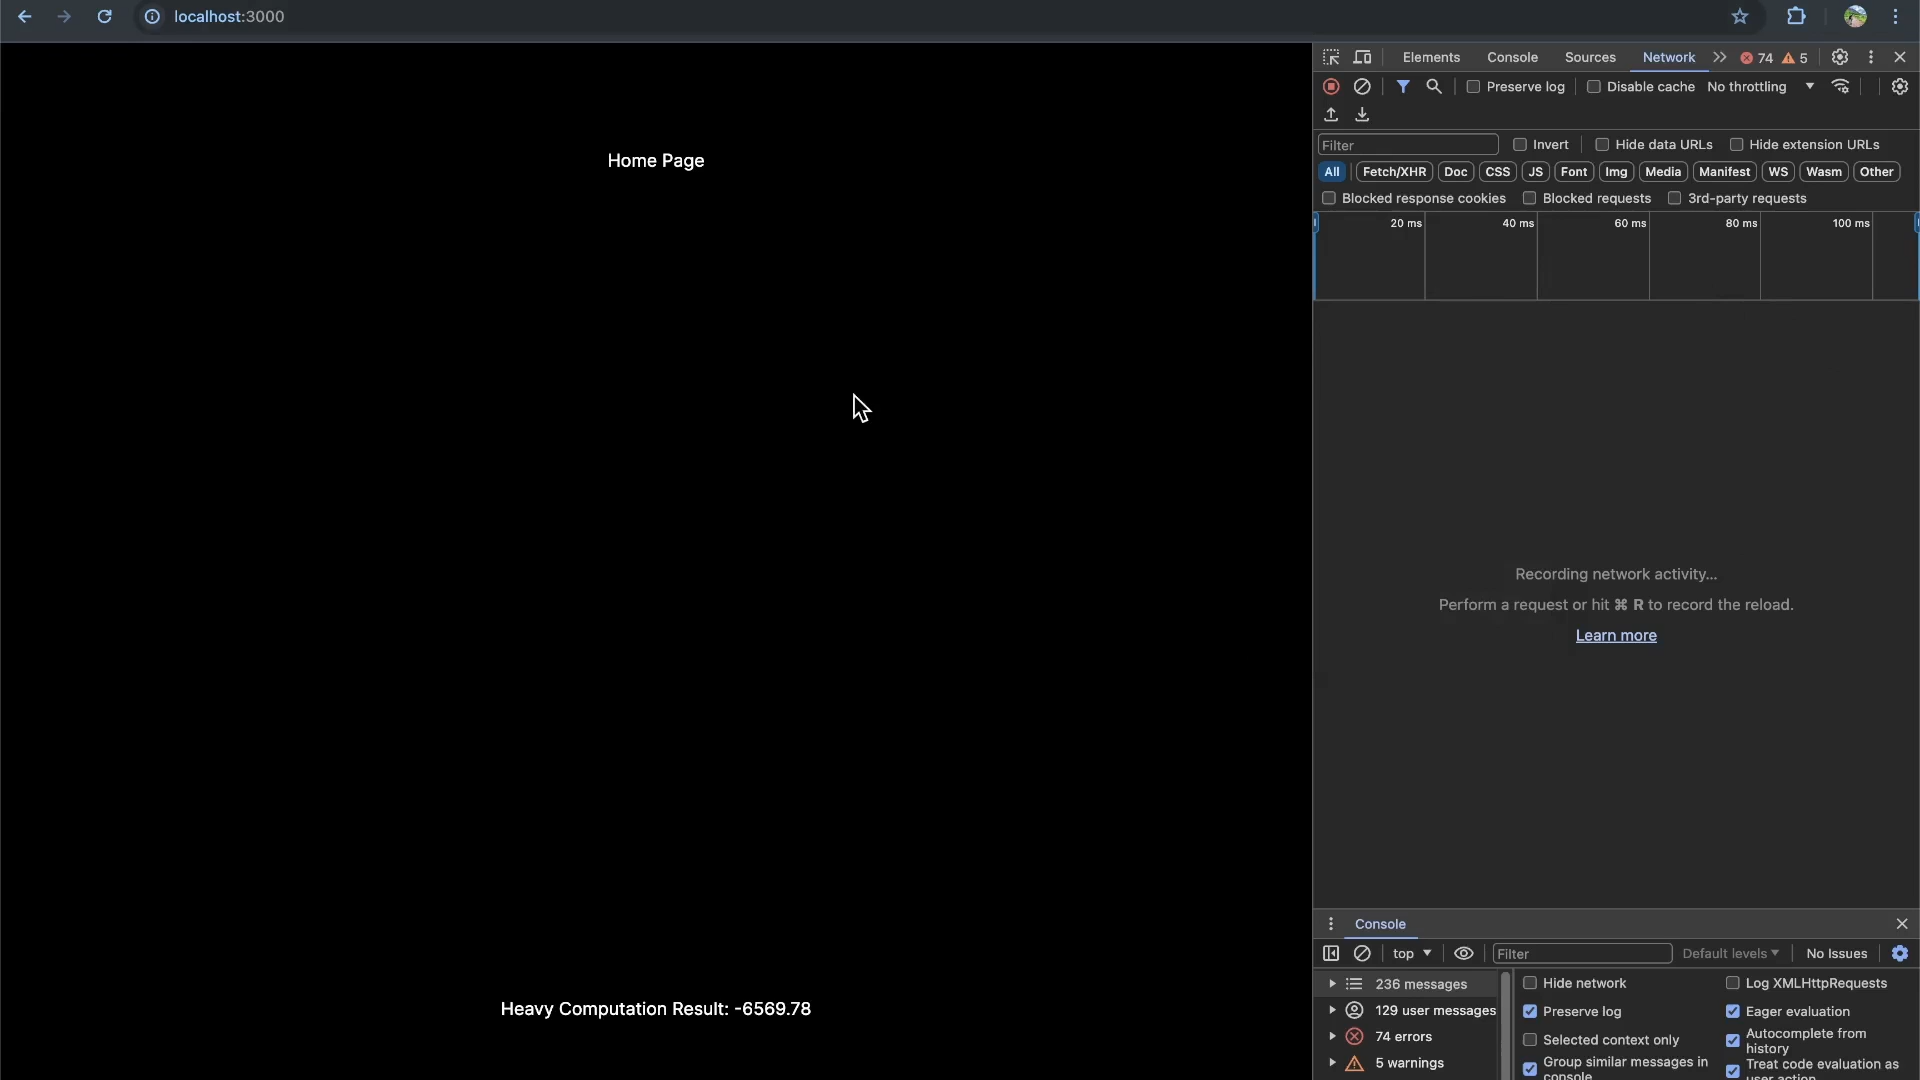 localhost:3000
Elements Console Sources Network 74 5
Preserve log Disable cache No throttling
Filter Invert Hide data URLs Hide extension URLs
All Fetch/XHR Doc CSS JS Font Img Media Manifest WS Wasm Other
Blocked response cookies Blocked requests 3rd-party requests
20 ms 40 ms 60 ms 80 ms 100 ms
Home Page
Recording network activity...
Perform a request or hit ⌘ R to record the reload.
Learn more
Heavy Computation Result: -6569.78
Console
top Filter Default levels No Issues
236 messages
129 user messages
74 errors
5 warnings
Hide network
Preserve log
Selected context only
Group similar messages in
console
Log XMLHttpRequests
Eager evaluation
Autocomplete from
history
Treat code evaluation as
user action